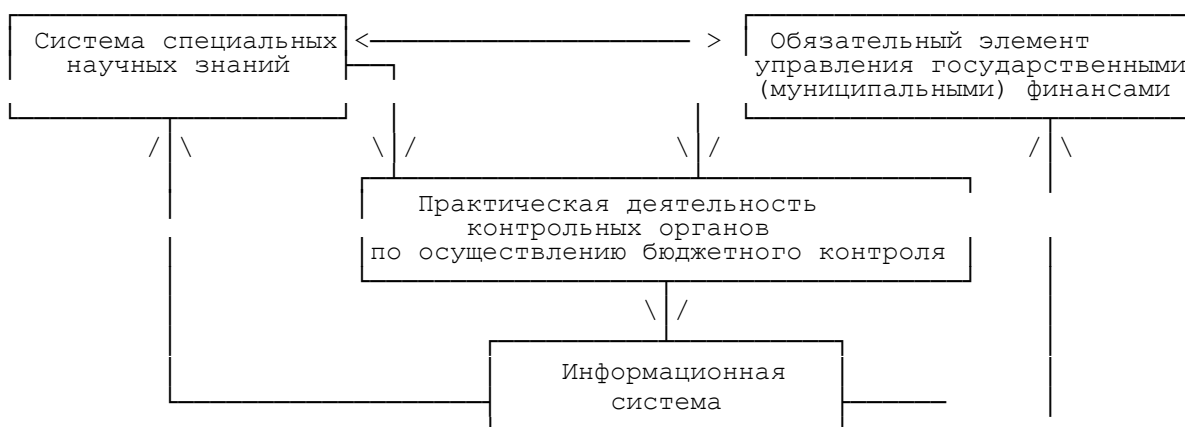 Система специальных
научных знаний
Обязательный элемент
управления государственными
(муниципальными) финансами
Практическая деятельность
контрольных органов
по осуществлению бюджетного контроля
Информационная
система